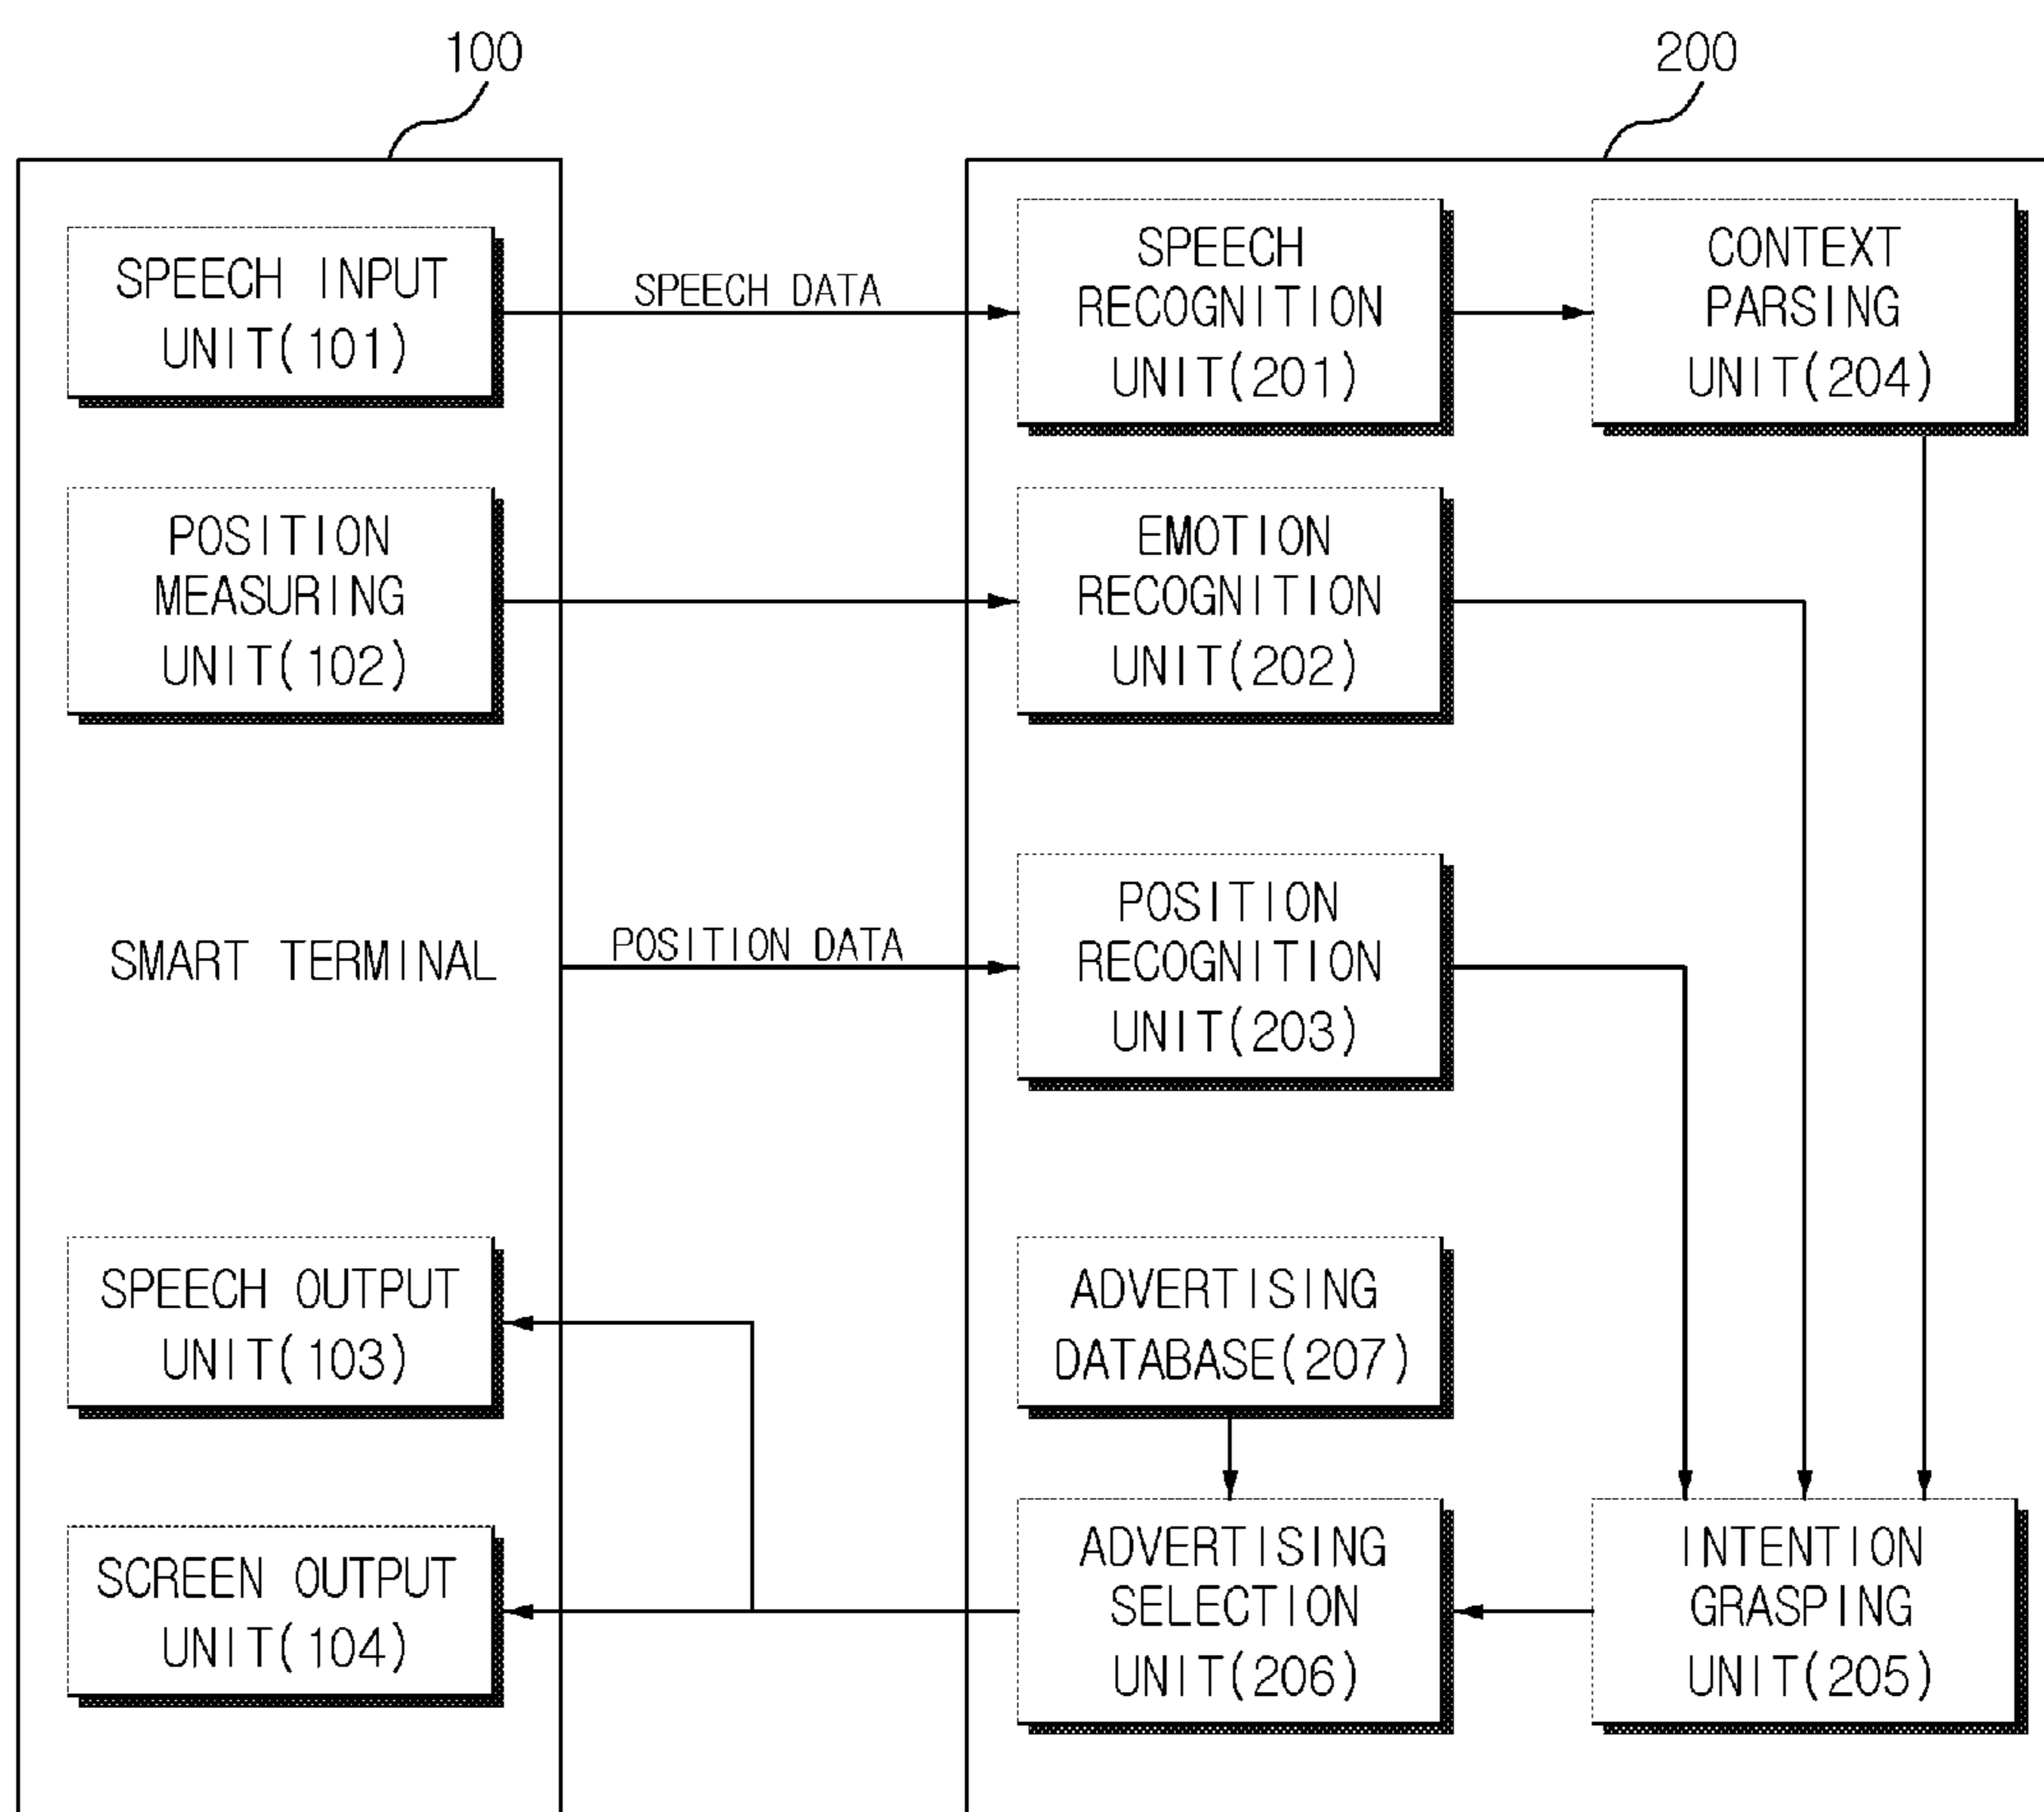 100
200
SPEECH INPUT
UNIT(101)
SPEECH DATA
SPEECH
RECOGNITION
UNIT(201)
CONTEXT
PARSING
UNIT(204)
POSITION
MEASURING
UNIT(102)
EMOTION
RECOGNITION
UNIT(202)
SMART TERMINAL
POSITION DATA
POSITION
RECOGNITION
UNIT(203)
SPEECH OUTPUT
UNIT(103)
ADVERTISING
DATABASE(207)
SCREEN OUTPUT
UNIT(104)
ADVERTISING
SELECTION
UNIT(206)
INTENTION
GRASPING
UNIT(205)